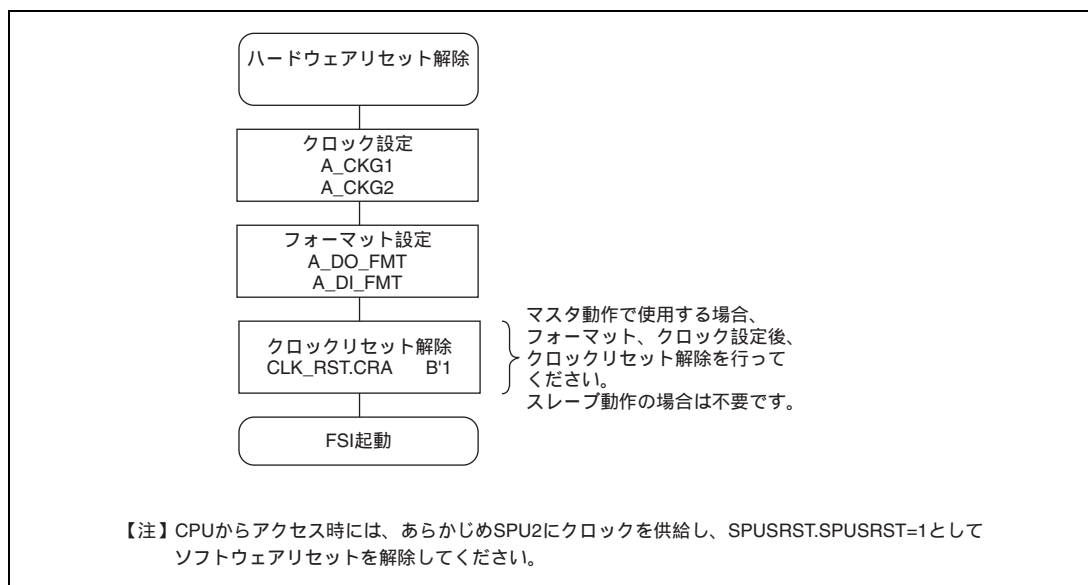 ハードウェアリセット解除
クロック設定
A_CKG1
A_CKG2
フォーマット設定
A_DO_FMT
A_DI_FMT
クロックリセット解除
CLK_RST.CRA B'1
マスタ動作で使用する場合、
フォーマット、クロック設定後、
クロックリセット解除を行って
ください。
スレーブ動作の場合は不要です。
FSI起動
【注】CPUからアクセス時には、あらかじめSPU2にクロックを供給し、SPUSRST.SPUSRST=1として
ソフトウェアリセットを解除してください。